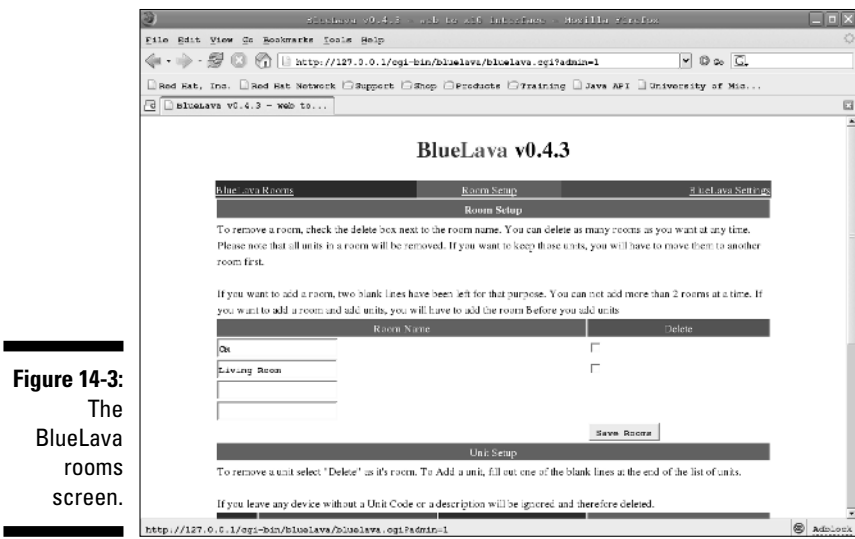 BlueLava v0.4.3 - web to x10 interface - Mozilla Firefox
File Edit View Go Bookmarks Tools Help
http://127.0.0.1/cgi-bin/bluelava/bluelava.cgi?admin=1 Go
Red Hat, Inc. Red Hat Network Support Shop Products Training Java API University of Mis...
BlueLava V0.4.3 - Web to...
BlueLava v0.4.3
BlueLava Rooms Room Setup BlueLava Settings
Room Setup
To remove a room, check the delete box next to the room name. You can delete as many rooms as you want at any time.
Please note that all units in a room will be removed. If you want to keep those units, you will have to move them to another
room first.
If you want to add a room, two blank lines have been left for that purpose. You can not add more than 2 rooms at a time. If
you want to add a room and add units, you will have to add the room Before you add units
Room Name Delete
Living Room
Save Rooms
Unit Setup
To remove a unit select "Delete" as it's room. To Add a unit, fill out one of the blank lines at the end of the list of units.
If you leave any device without a Unit Code or a description will be ignored and therefore deleted.
http://127.0.0.1/cgi-bin/bluelava/bluelava.cgi?admin=1 Adblock
Figure 14-3:
The
BlueLava
rooms
screen.